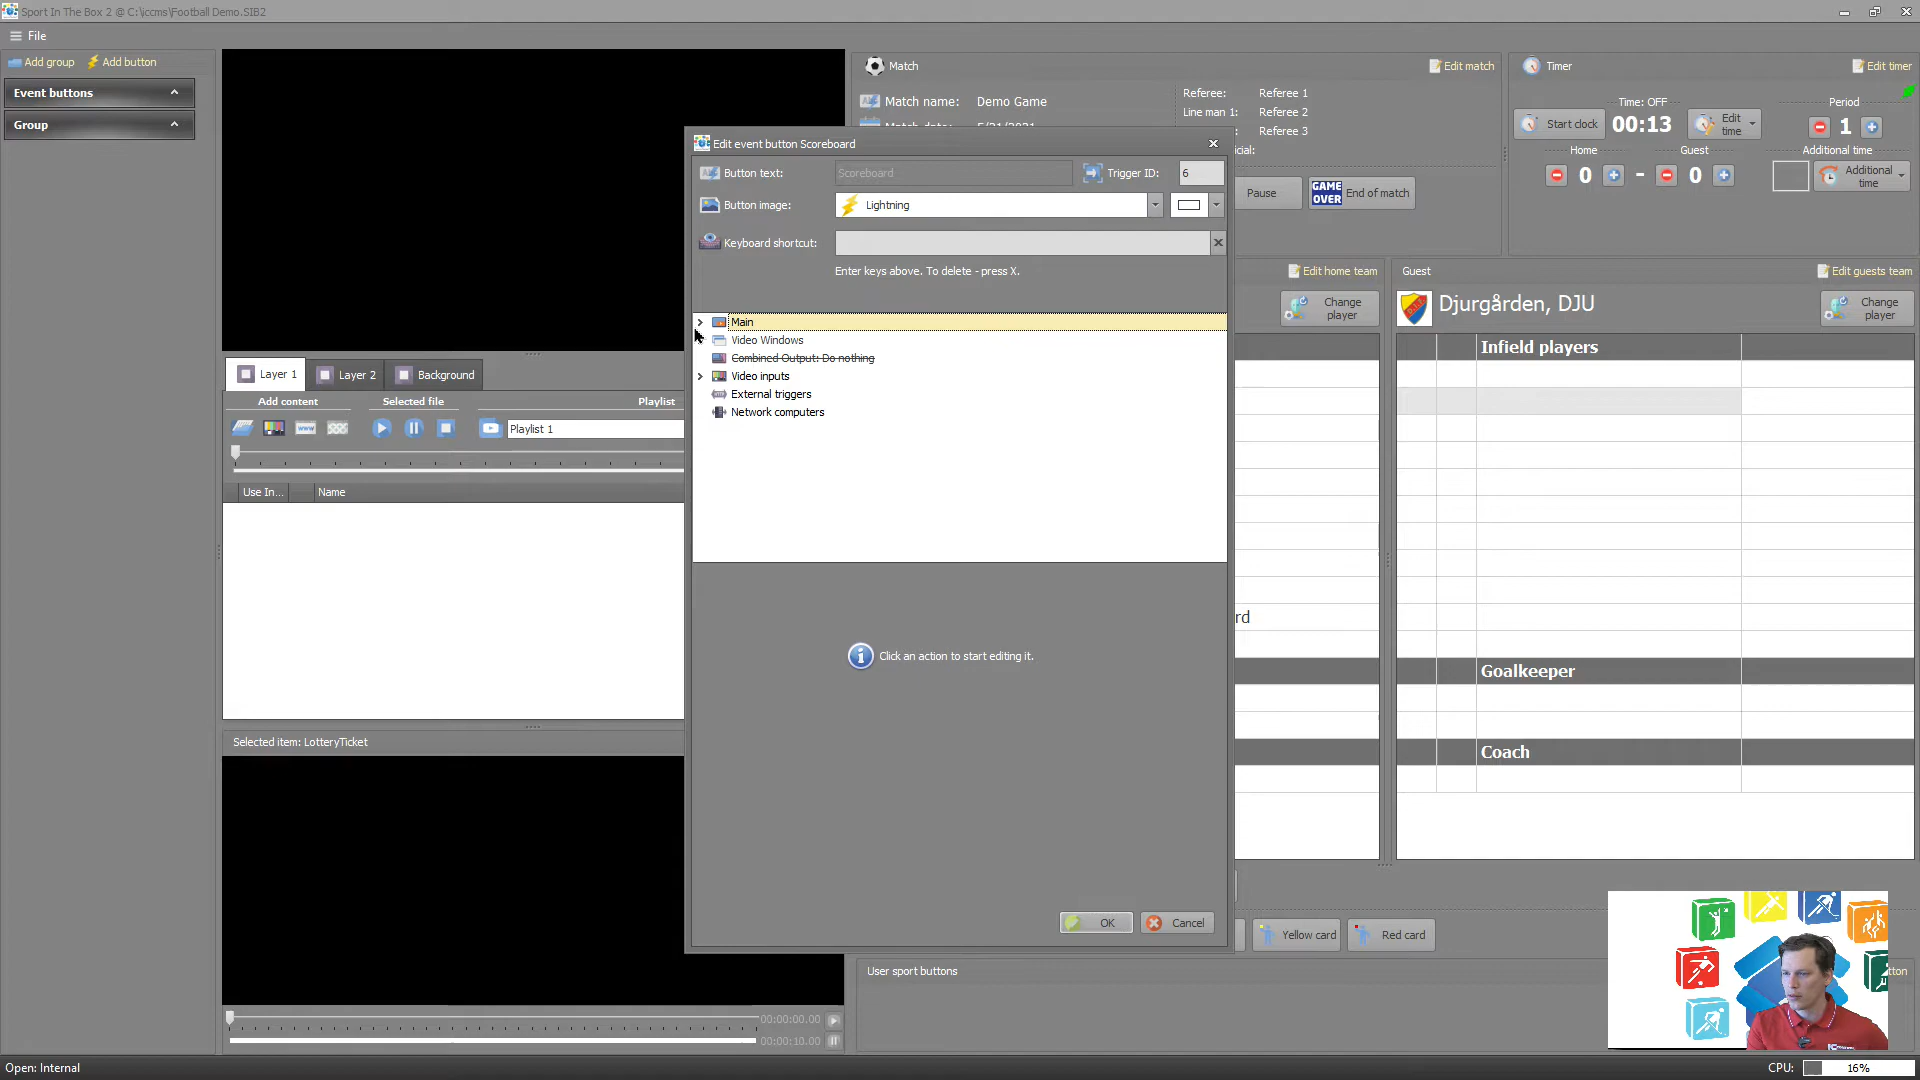 Sport In The Box 2 @ C:\iccms\Football Demo.SIB2
File
Add group
Add button
Event buttons
Group
Match
Edit match
Match name:
Demo Game
Referee:
Referee 1
Line man 1:
Referee 2
Referee 3
Pause
GAME OVER
End of match
Timer
Edit timer
Time: OFF
Period
Start clock
00:13
Edit time
1
Home
Guest
Additional time
0
-
0
Additional time
Edit event button Scoreboard
Button text:
Scoreboard
Trigger ID:
6
Button image:
Lightning
Keyboard shortcut:
Enter keys above. To delete - press X.
Main
Video Windows
Combined Output: Do nothing
Video inputs
External triggers
Network computers
Click an action to start editing it.
OK
Cancel
Edit home team
Guest
Edit guests team
Change player
Djurgården, DJU
Change player
Infield players
Goalkeeper
Coach
Layer 1
Layer 2
Background
Add content
Selected file
Playlist
www
Playlist 1
Use In...
Name
Selected item: LotteryTicket
00:00:00.00
00:00:10.00
rd
Yellow card
Red card
User sport buttons
tton
Open: Internal
CPU:
16%